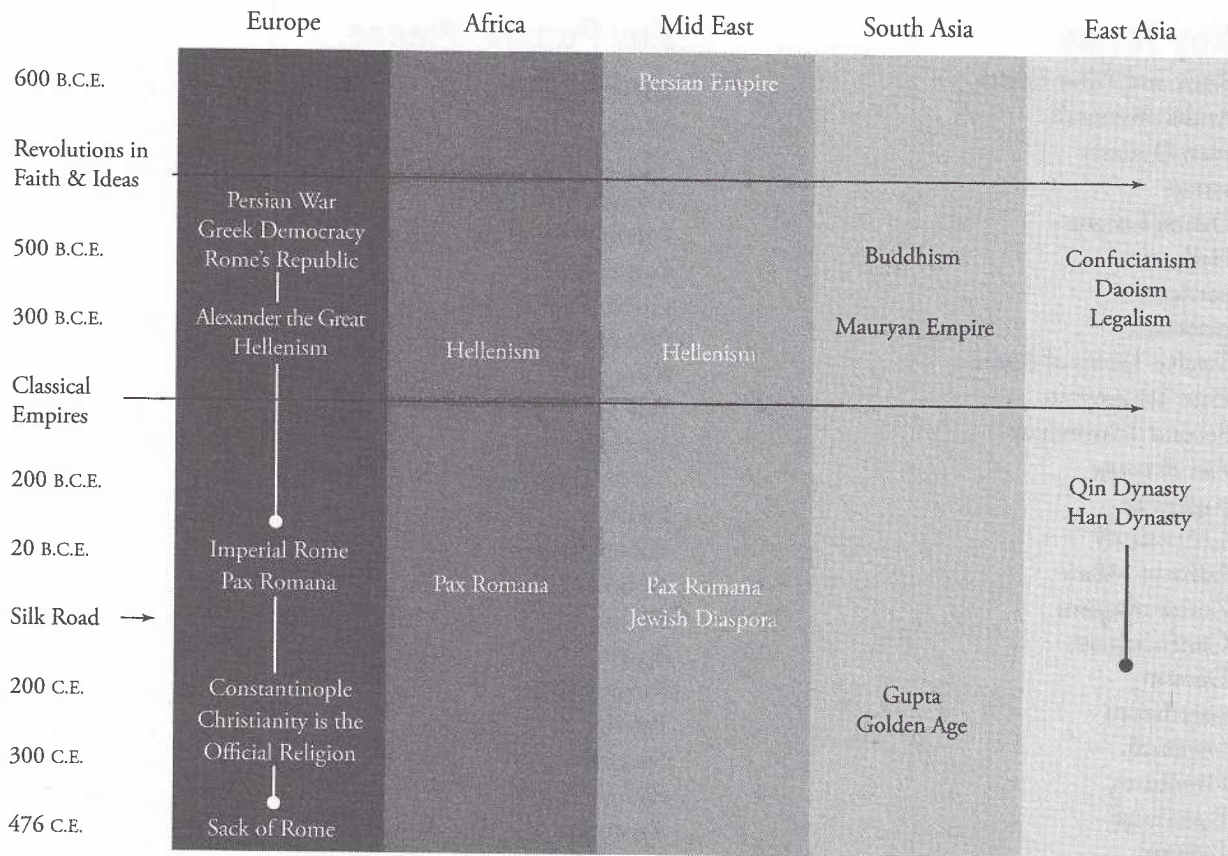 Europe Africa Mid East South Asia East Asia
600 B.C.E. Persian Empire
Revolutions in
Faith & Ideas
Persian War
Greek Democracy
500 B.C.E. Rome's Republic Buddhism Confucianism
Daoism
300 B.C.E. Alexander the Great Mauryan Empire Legalism
Hellenism Hellenism Hellenism
Classical
Empires
200 B.C.E. Qin Dynasty
Han Dynasty
20 B.C.E. Imperial Rome
Pax Romana Pax Romana Pax Romana
Silk Road Jewish Diaspora
200 C.E. Constantinople Gupta
Christianity is the Golden Age
300 C.E. Official Religion
476 C.E. Sack of Rome